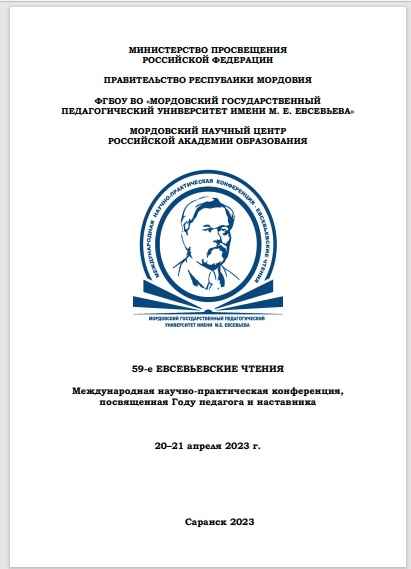 МИНИСТЕРСТВО ПРОСВЕЩЕНИЯ
РОССИЙСКОЙ ФЕДЕРАЦИИ
ПРАВИТЕЛЬСТВО РЕСПУБЛИКИ МОРДОВИЯ
ФГБОУ ВО «МОРДОВСКИЙ ГОСУДАРСТВЕННЫЙ
ПЕДАГОГИЧЕСКИЙ УНИВЕРСИТЕТ ИМЕНИ М. Е. ЕВСЕВЬЕВА»
МОРДОВСКИЙ НАУЧНЫЙ ЦЕНТР
РОССИЙСКОЙ АКАДЕМИИ ОБРАЗОВАНИЯ
МЕЖДУНАРОДНАЯ НАУЧНО-ПРАКТИЧЕСКАЯ КОНФЕРЕНЦИЯ - ЕВСЕВЬЕВСКИЕ ЧТЕНИЯ
МОРДОВСКИЙ ГОСУДАРСТВЕННЫЙ ПЕДАГОГИЧЕСКИЙ
УНИВЕРСИТЕТ ИМЕНИ М.Е. ЕВСЕВЬЕВА
59-е ЕВСЕВЬЕВСКИЕ ЧТЕНИЯ
Международная научно-практическая конференция,
посвященная Году педагога и наставника
20–21 апреля 2023 г.
Саранск 2023